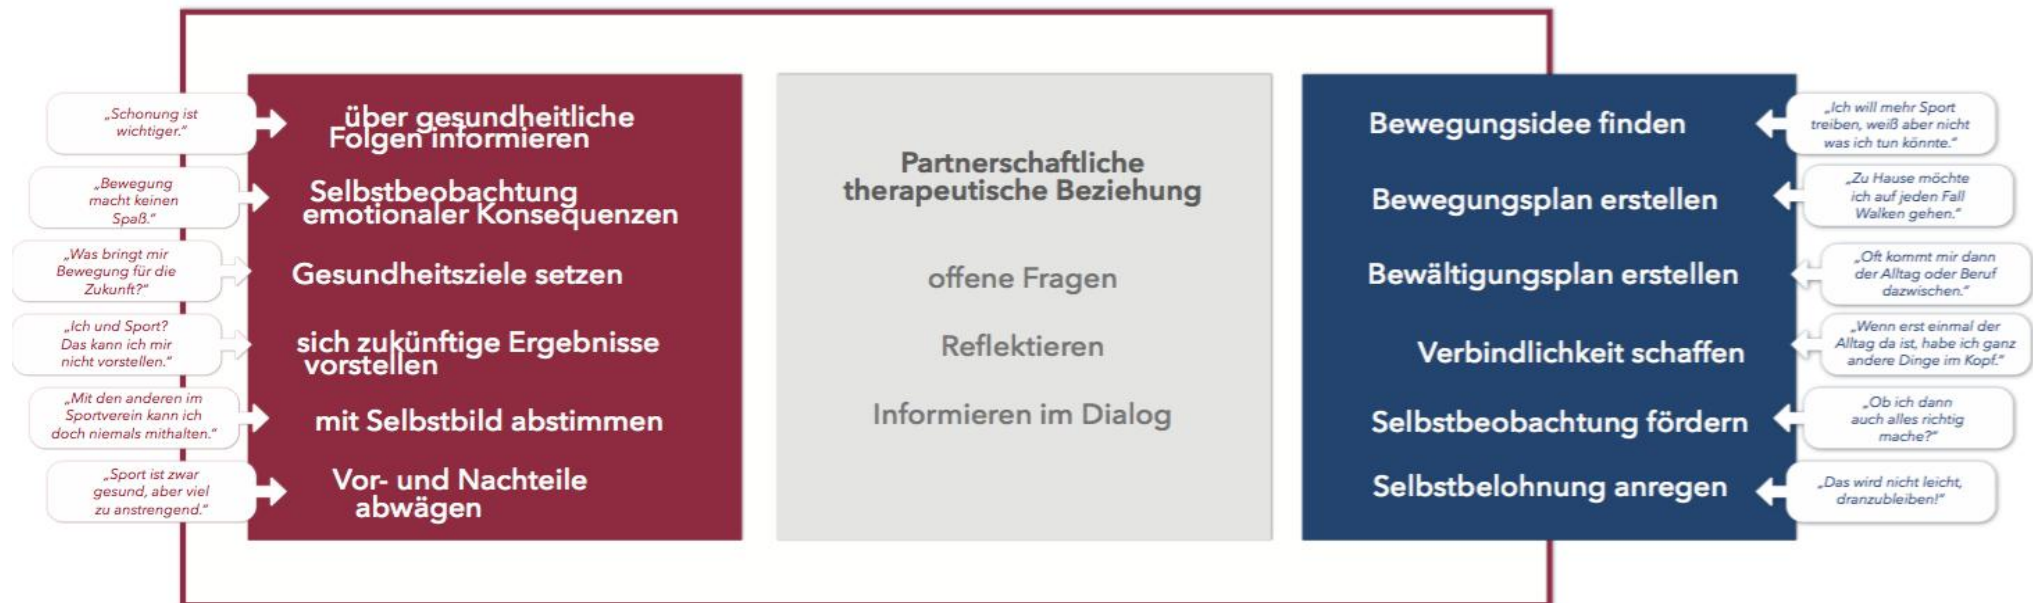 „Schonung ist
wichtiger.“
„Bewegung
macht keinen
Spaß.“
„Was bringt mir
Bewegung für die
Zukunft?“
„Ich und Sport?
Das kann ich mir
nicht vorstellen.“
„Mit den anderen im
Sportverein kann ich
doch niemals mithalten.“
„Sport ist zwar
gesund, aber viel
zu anstrengend.“
über gesundheitliche
Folgen informieren
Selbstbeobachtung
emotionaler Konsequenzen
Gesundheitsziele setzen
sich zukünftige Ergebnisse
vorstellen
mit Selbstbild abstimmen
Vor- und Nachteile
abwägen
Partnerschaftliche
therapeutische Beziehung
offene Fragen
Reflektieren
Informieren im Dialog
Bewegungsidee finden
Bewegungsplan erstellen
Bewältigungsplan erstellen
Verbindlichkeit schaffen
Selbstbeobachtung fördern
Selbstbelohnung anregen
„Ich will mehr Sport
treiben, weiß aber nicht
was ich tun könnte.“
„Zu Hause möchte
ich auf jeden Fall
Walken gehen.“
„Oft kommt mir dann
der Alltag oder Beruf
dazwischen.“
„Wenn erst einmal der
Alltag da ist, habe ich ganz
andere Dinge im Kopf.“
„Ob ich dann
auch alles richtig
mache?“
„Das wird nicht leicht,
dranzubleiben!“